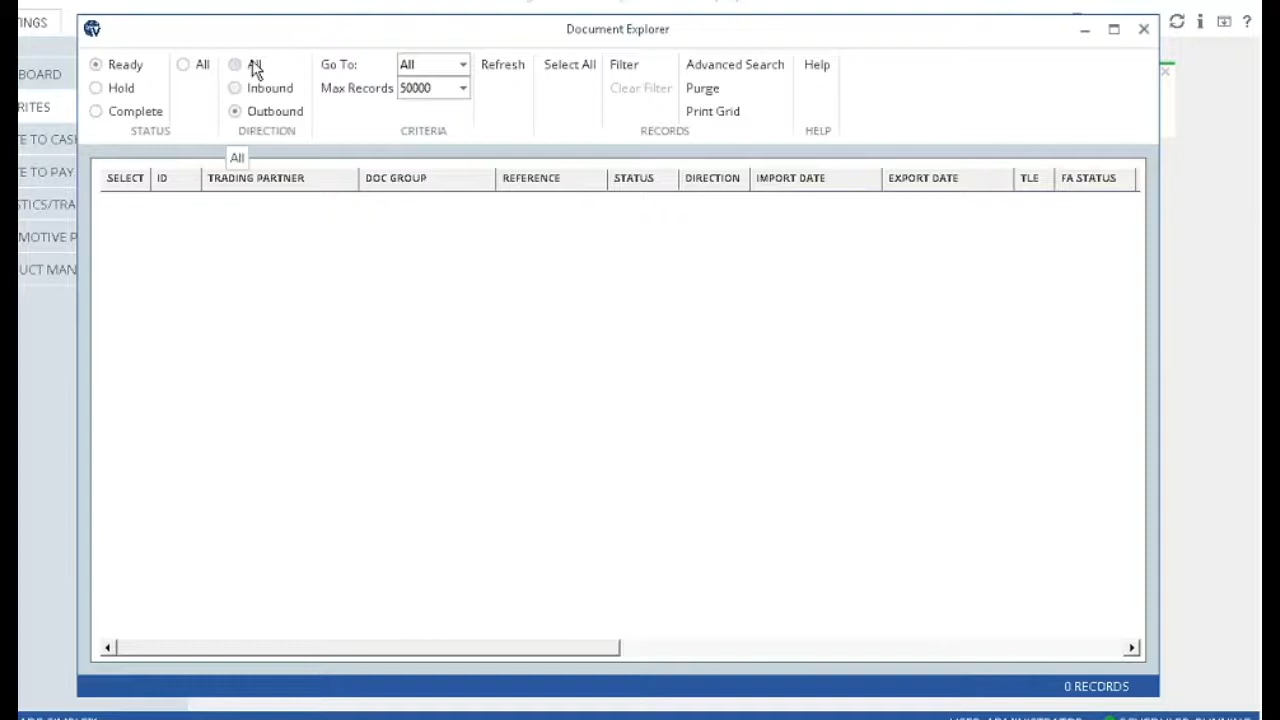 INGS
Document Explorer
?
BOARD
RITES
E TO CASH
E TO PAY
STICS/TRA
MOTIVE P
UCT MAN
Ready
Hold
Complete
STATUS
All
All
Inbound
Outbound
DIRECTION
Go To:
All
Max Records
50000
CRITERIA
Refresh
Select All
Filter
Clear Filter
RECORDS
Advanced Search
Purge
Print Grid
Help
HELP
All
SELECT ID TRADING PARTNER DOC GROUP REFERENCE STATUS DIRECTION IMPORT DATE EXPORT DATE TLE FA STATUS
0 RECORDS